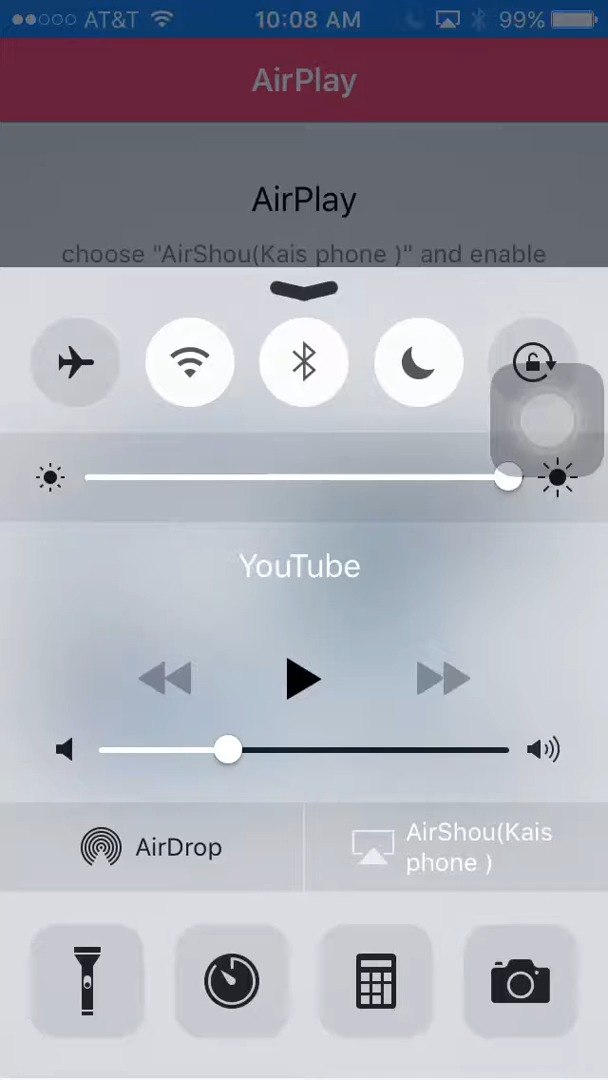 AT&T 10:08 AM 99%
AirPlay
AirPlay
choose "AirShou(Kais phone )" and enable
YouTube
AirDrop
AirShou(Kais
phone )